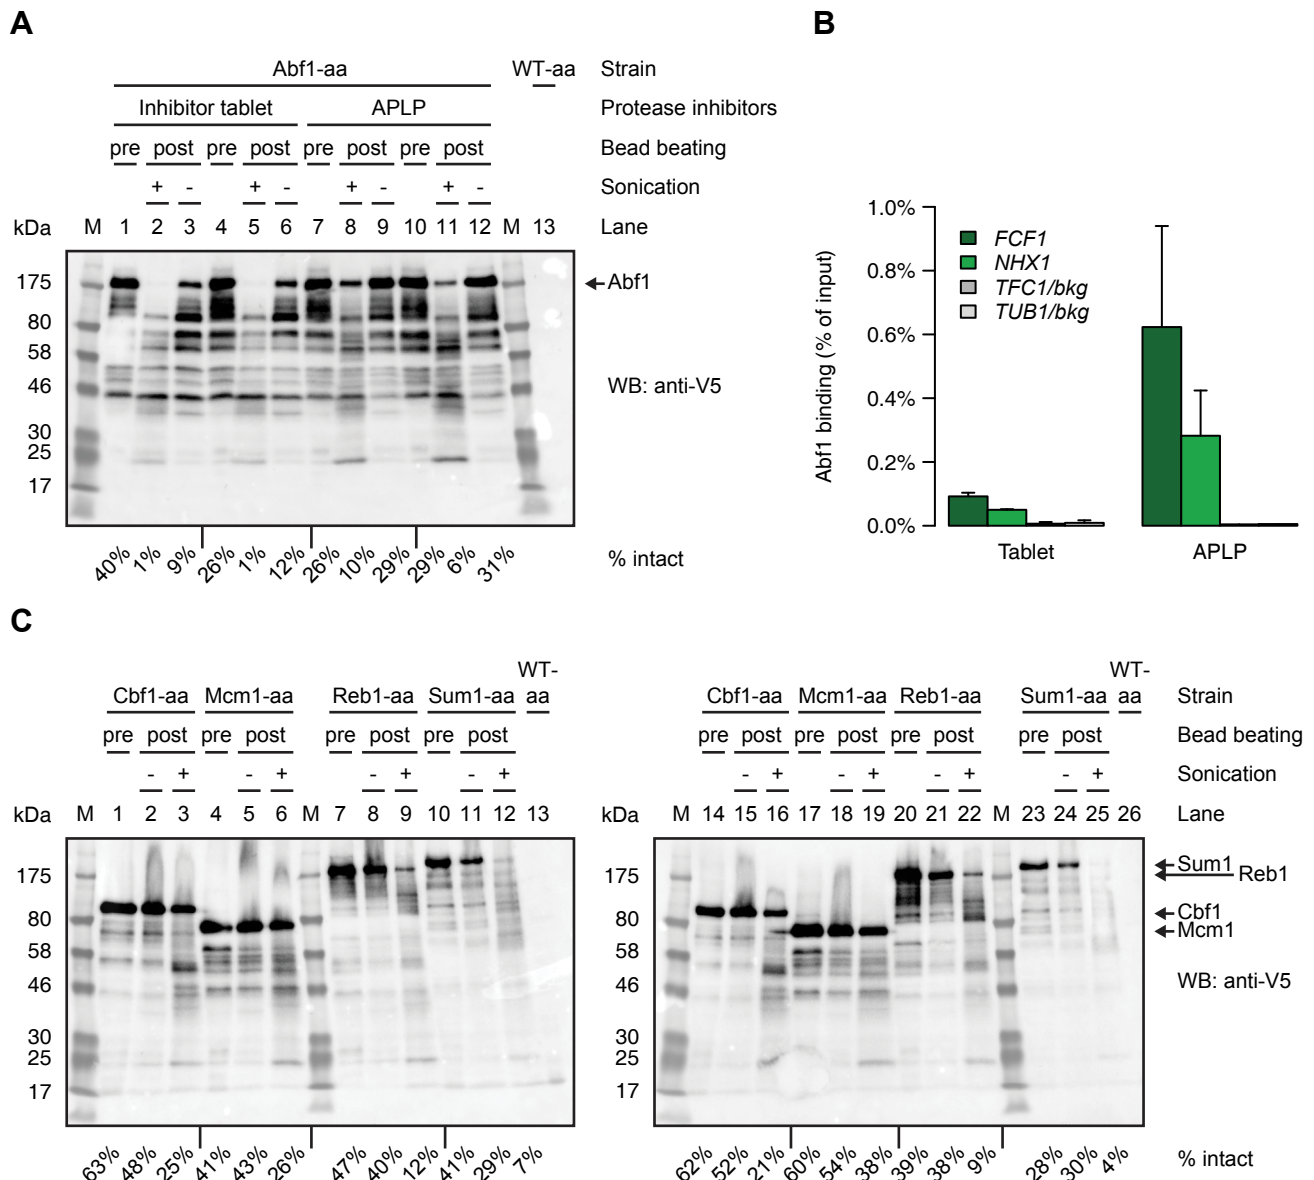 A
Abf1-aa WT-aa Strain
Inhibitor tablet APLP Protease inhibitors
pre post pre post pre post pre post Bead beating
+ - + - + - + - Sonication
kDa M 1 2 3 4 5 6 7 8 9 10 11 12 M 13 Lane
175
80
58
46
30
25
17
Abf1
WB: anti-V5
40% 1% 9% 26% 1% 12% 26% 10% 29% 29% 6% 31% % intact
B
Abf1 binding (% of input)
1.0%
0.8%
0.6%
0.4%
0.2%
0.0%
FCF1
NHX1
TFC1/bkg
TUB1/bkg
Tablet APLP
C
Cbf1-aa Mcm1-aa Reb1-aa Sum1-aa WT-aa
pre post pre post pre post pre post
- + - + - + - +
kDa M 1 2 3 4 5 6 M 7 8 9 10 11 12 13
175
80
58
46
30
25
17
63% 48% 25% 41% 43% 26% 47% 40% 12% 41% 29% 7%
Cbf1-aa Mcm1-aa Reb1-aa Sum1-aa WT-aa Strain
pre post pre post pre post pre post Bead beating
- + - + - + - + Sonication
kDa M 14 15 16 17 18 19 20 21 22 M 23 24 25 26 Lane
175
80
58
46
30
25
17
Sum1
Reb1
Cbf1
Mcm1
WB: anti-V5
62% 52% 21% 60% 54% 38% 39% 38% 9% 28% 30% 4% % intact